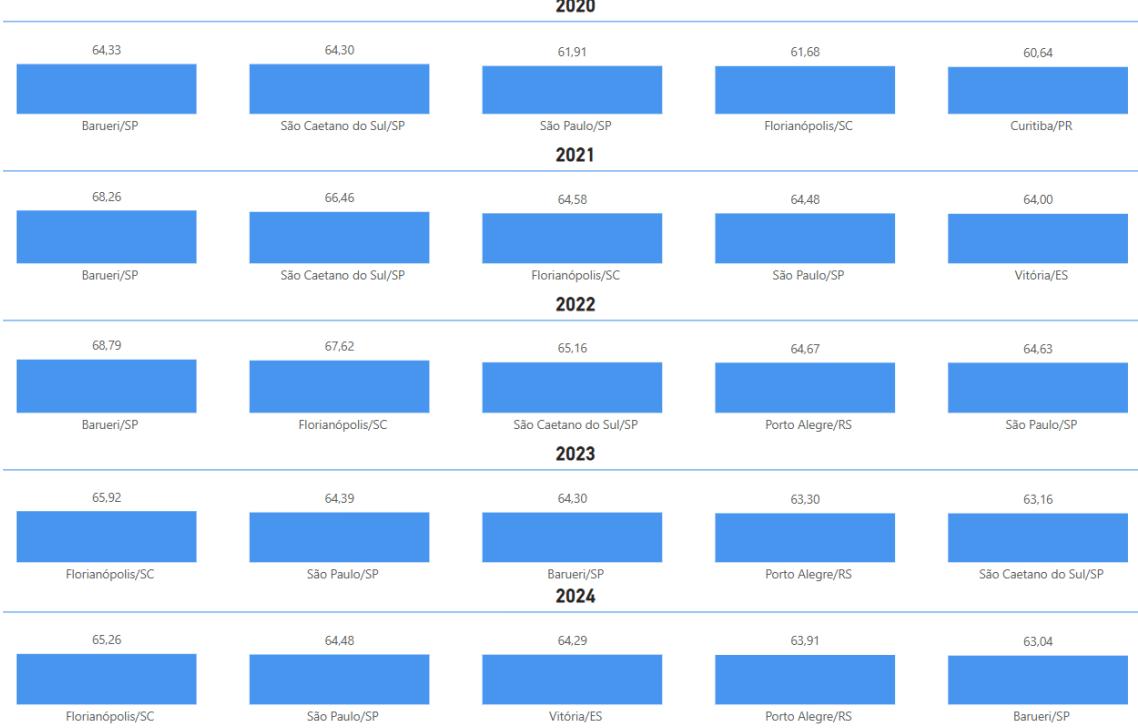 2020
64,33 64,30 61,91 61,68 60,64
Barueri/SP São Caetano do Sul/SP São Paulo/SP Florianópolis/SC Curitiba/PR
2021
68,26 66,46 64,58 64,48 64,00
Barueri/SP São Caetano do Sul/SP Florianópolis/SC São Paulo/SP Vitória/ES
2022
68,79 67,62 65,16 64,67 64,63
Barueri/SP Florianópolis/SC São Caetano do Sul/SP Porto Alegre/RS São Paulo/SP
2023
65,92 64,39 64,30 63,30 63,16
Florianópolis/SC São Paulo/SP Barueri/SP Porto Alegre/RS São Caetano do Sul/SP
2024
65,26 64,48 64,29 63,91 63,04
Florianópolis/SC São Paulo/SP Vitória/ES Porto Alegre/RS Barueri/SP